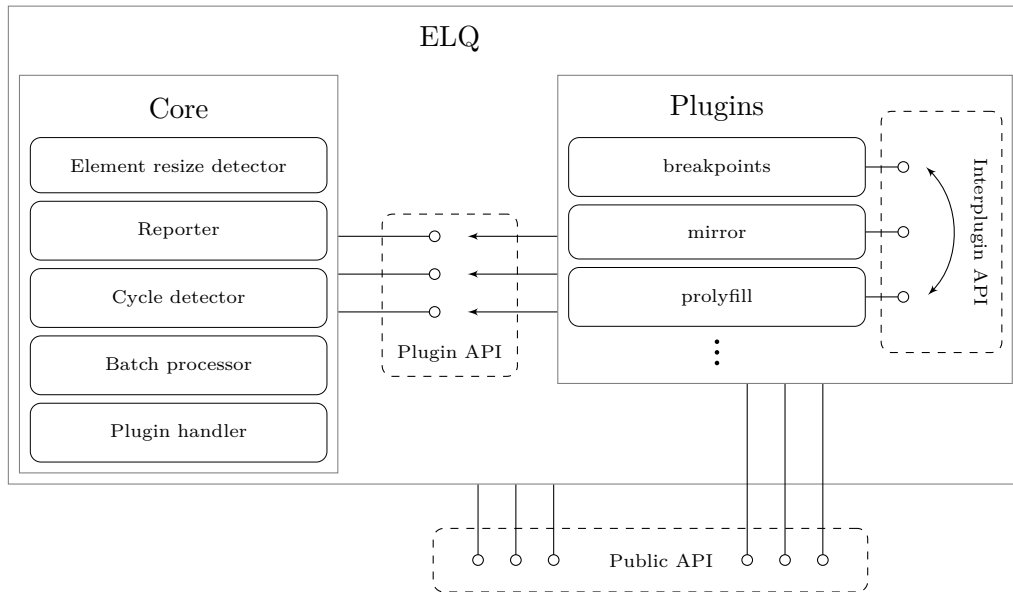 ELQ
Core
Element resize detector
Reporter
Cycle detector
Batch processor
Plugin handler
Plugin API
Plugins
breakpoints
mirror
prolyfill
Interplugin API
Public API